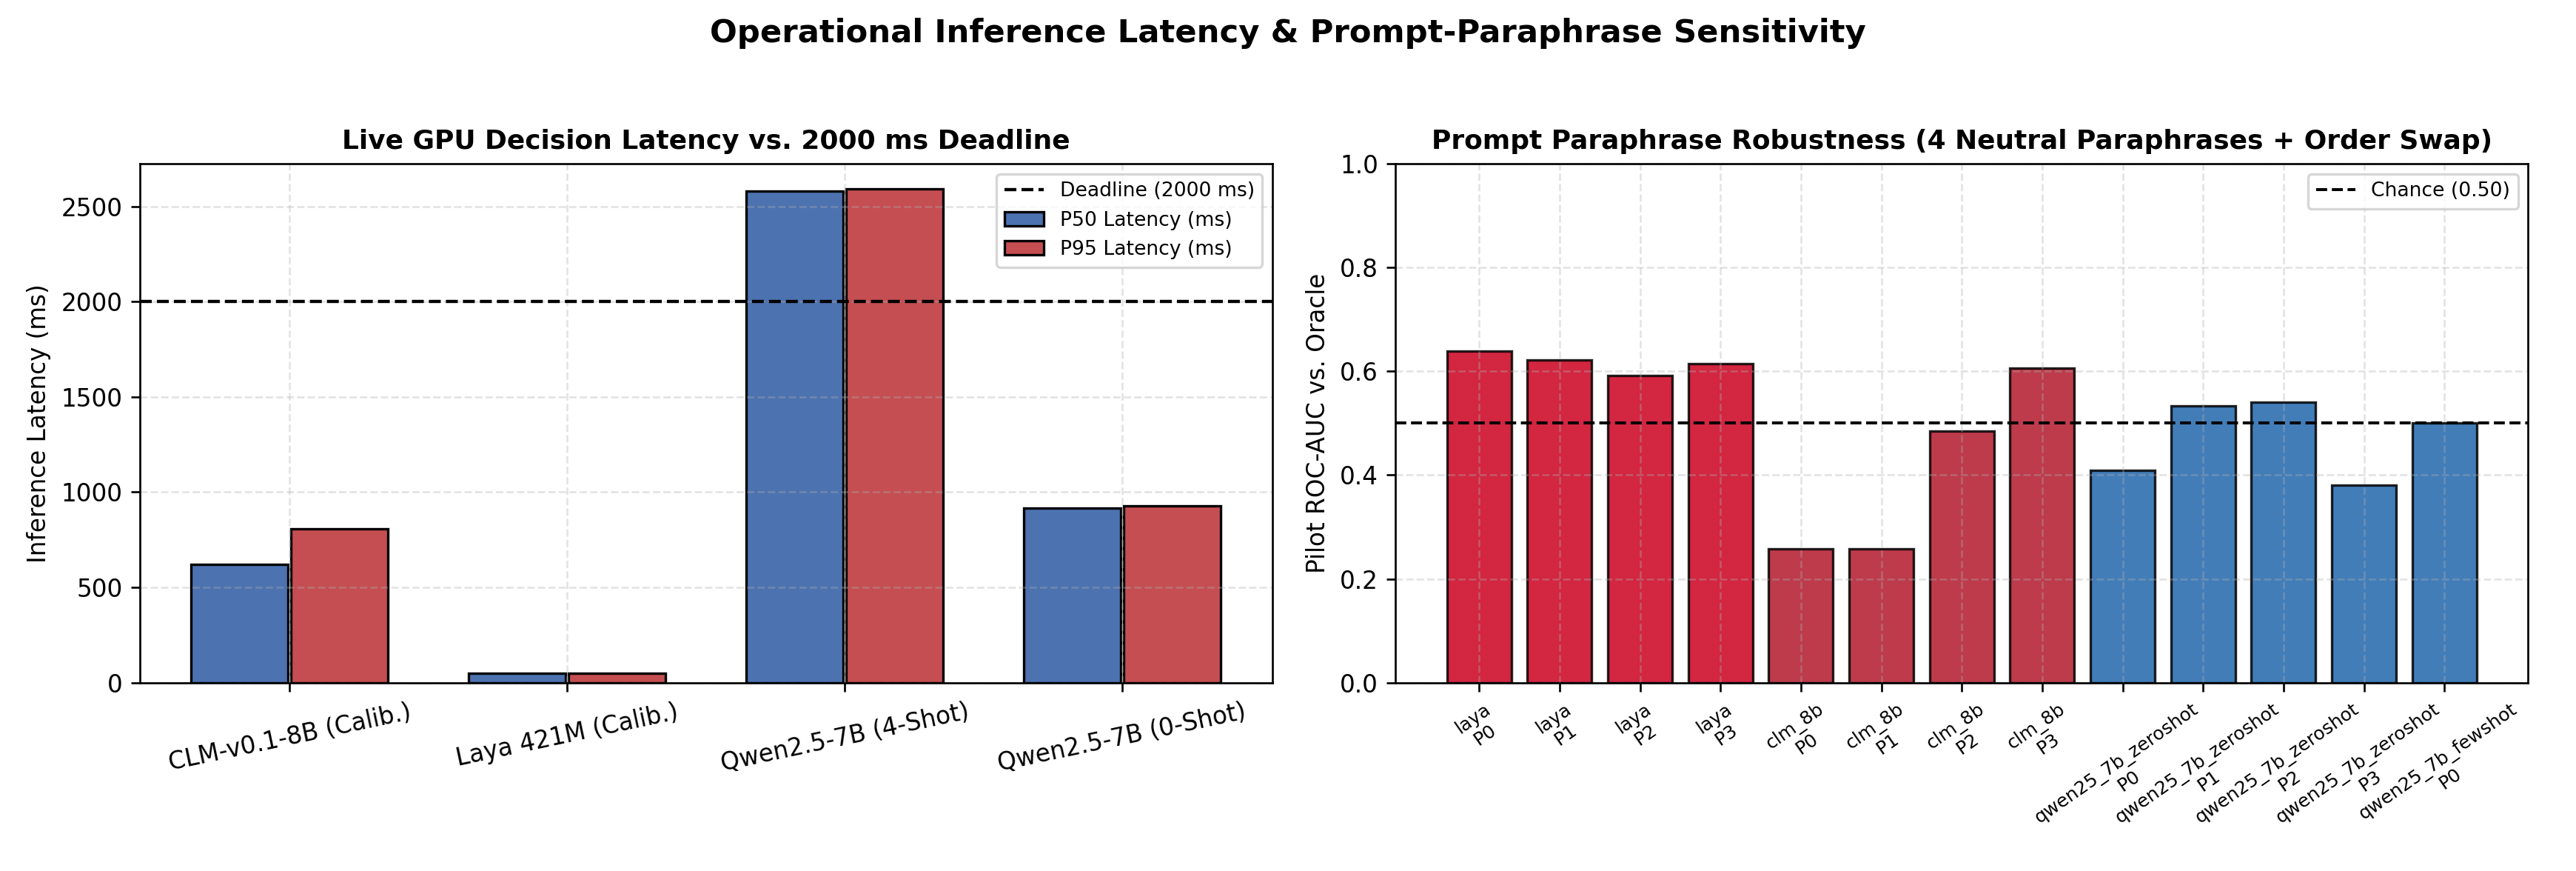 Operational Inference Latency & Prompt-Paraphrase Sensitivity
Live GPU Decision Latency vs. 2000 ms Deadline
Inference Latency (ms)
2500
2000
1500
1000
500
0
Deadline (2000 ms)
P50 Latency (ms)
P95 Latency (ms)
CLM-v0.1-8B (Calib.)
Laya 421M (Calib.)
Qwen2.5-7B (4-Shot)
Qwen2.5-7B (0-Shot)
Prompt Paraphrase Robustness (4 Neutral Paraphrases + Order Swap)
Pilot ROC-AUC vs. Oracle
1.0
0.8
0.6
0.4
0.2
0.0
Chance (0.50)
laya
P0
laya
P1
laya
P2
laya
P3
clm_8b
P0
clm_8b
P1
clm_8b
P2
clm_8b
P3
qwen25_7b_zeroshot
P0
qwen25_7b_zeroshot
P1
qwen25_7b_zeroshot
P2
qwen25_7b_zeroshot
P3
qwen25_7b_fewshot
P0